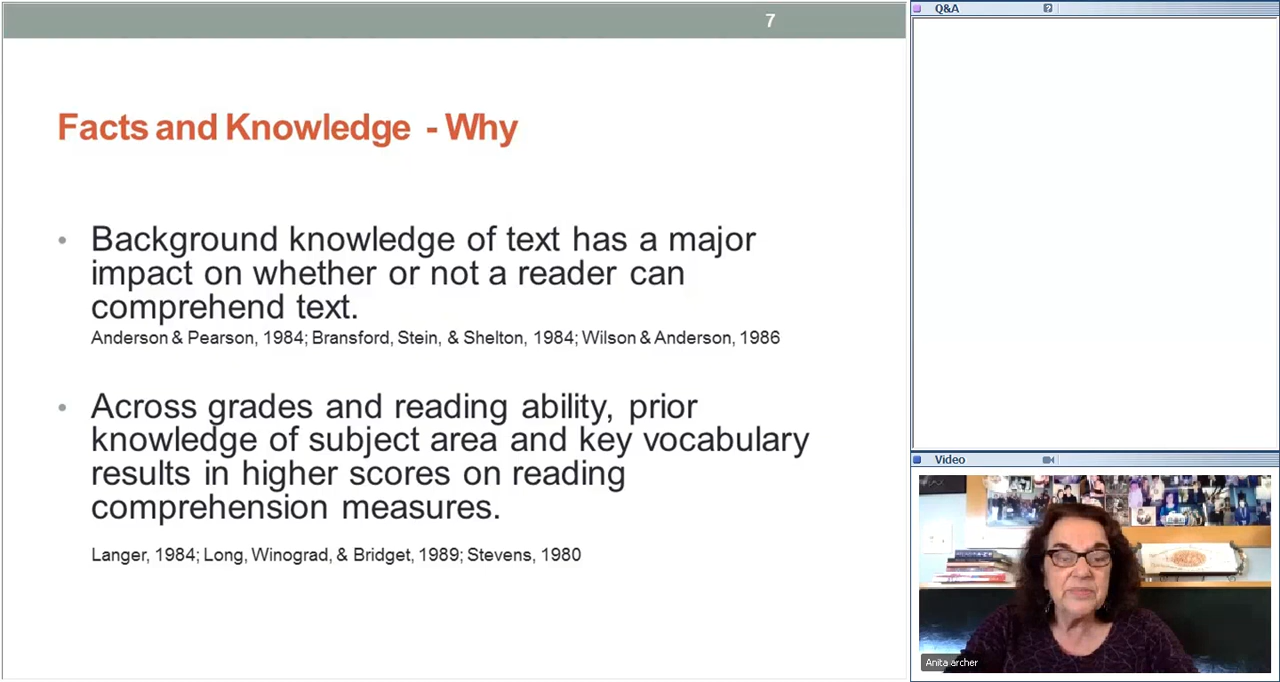 7
Facts and Knowledge - Why
• Background knowledge of text has a major
impact on whether or not a reader can
comprehend text.
Anderson & Pearson, 1984; Bransford, Stein, & Shelton, 1984; Wilson & Anderson, 1986
• Across grades and reading ability, prior
knowledge of subject area and key vocabulary
results in higher scores on reading
comprehension measures.
Langer, 1984; Long, Winograd, & Bridget, 1989; Stevens, 1980
Q&A
Video
Anita archer